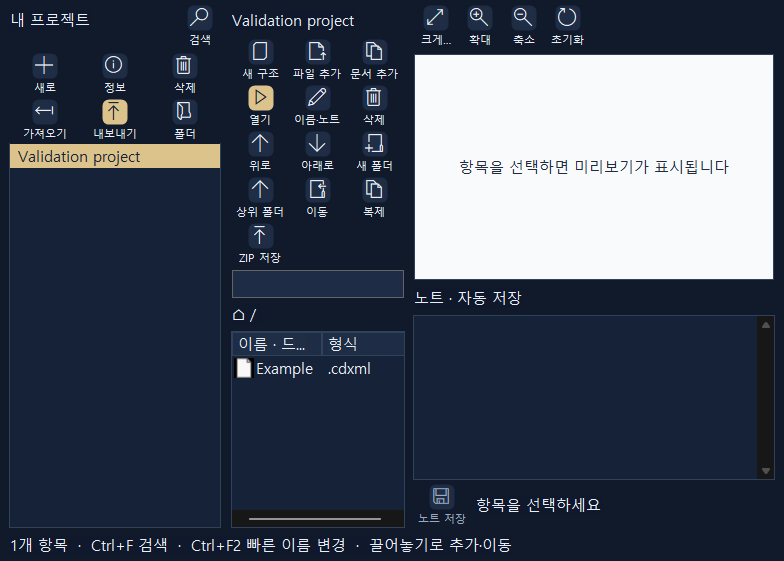 내 프로젝트
검색
새로 정보 삭제
가져오기 내보내기 폴더
Validation project
Validation project
새 구조 파일 추가 문서 추가
열기 이름·노트 삭제
위로 아래로 새 폴더
상위 폴더 이동 복제
ZIP 저장
/
이름 · 드... 형식
Example .cdxml
크게... 확대 축소 초기화
항목을 선택하면 미리보기가 표시됩니다
노트 · 자동 저장
노트 저장 항목을 선택하세요
1개 항목 · Ctrl+F 검색 · Ctrl+F2 빠른 이름 변경 · 끌어놓기로 추가·이동